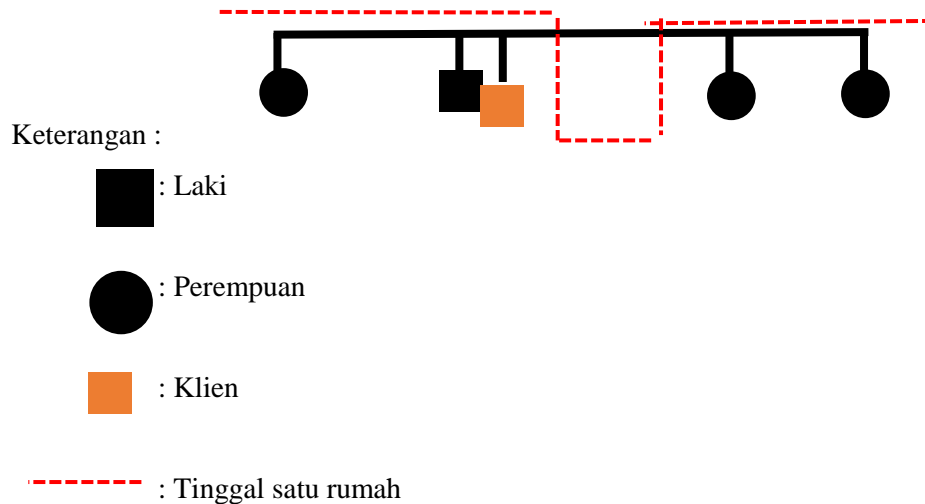 Keterangan :
: Laki
: Perempuan
: Klien
: Tinggal satu rumah